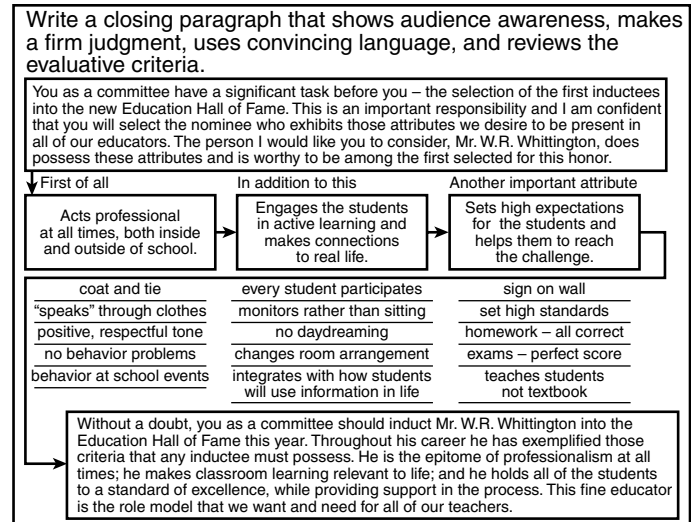 Write a closing paragraph that shows audience awareness, makes
a firm judgment, uses convincing language, and reviews the
evaluative criteria.
You as a committee have a significant task before you – the selection of the first inductees
into the new Education Hall of Fame. This is an important responsibility and I am confident
that you will select the nominee who exhibits those attributes we desire to be present in
all of our educators. The person I would like you to consider, Mr. W.R. Whittington, does
possess these attributes and is worthy to be among the first selected for this honor.
First of all
Acts professional
at all times, both inside
and outside of school.
In addition to this
Engages the students
in active learning and
makes connections
to real life.
Another important attribute
Sets high expectations
for the students and
helps them to reach
the challenge.
coat and tie
“speaks” through clothes
positive, respectful tone
no behavior problems
behavior at school events
every student participates
monitors rather than sitting
no daydreaming
changes room arrangement
integrates with how students
will use information in life
sign on wall
set high standards
homework – all correct
exams – perfect score
teaches students
not textbook
Without a doubt, you as a committee should induct Mr. W.R. Whittington into the
Education Hall of Fame this year. Throughout his career he has exemplified those
criteria that any inductee must possess. He is the epitome of professionalism at all
times; he makes classroom learning relevant to life; and he holds all of the students
to a standard of excellence, while providing support in the process. This fine educator
is the role model that we want and need for all of our teachers.